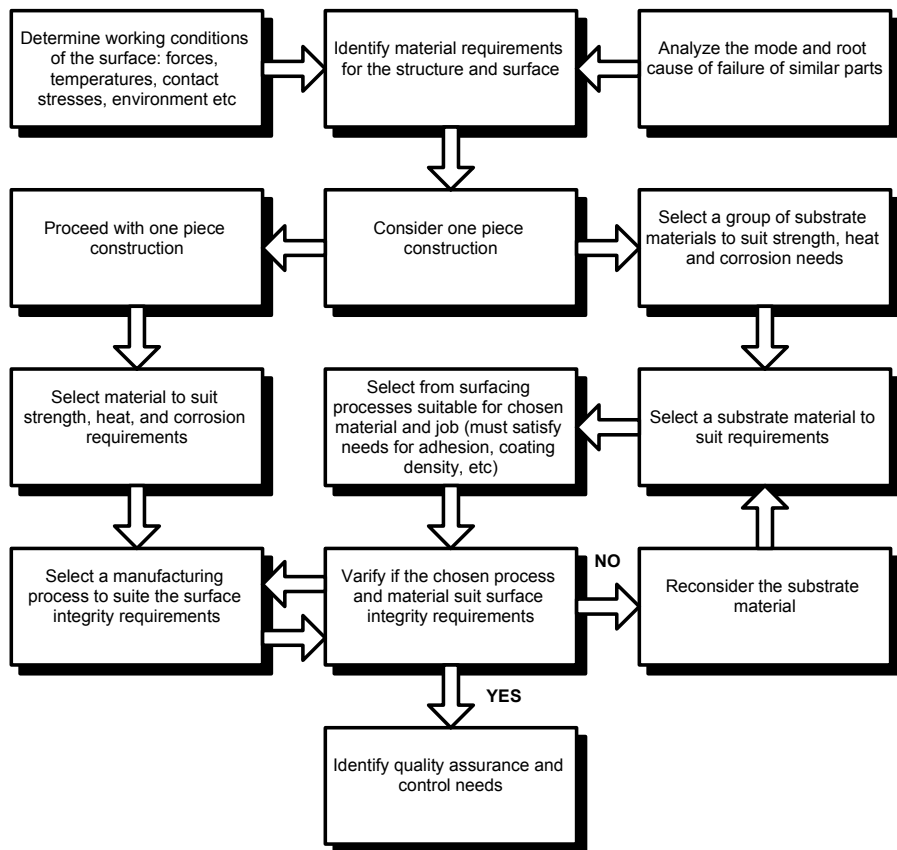 Determine working conditions
of the surface: forces,
temperatures, contact
stresses, environment etc
Identify material requirements
for the structure and surface
Analyze the mode and root
cause of failure of similar parts
Proceed with one piece
construction
Consider one piece
construction
Select a group of substrate
materials to suit strength, heat
and corrosion needs
Select material to suit
strength, heat, and corrosion
requirements
Select from surfacing
processes suitable for chosen
material and job (must satisfy
needs for adhesion, coating
density, etc)
Select a substrate material to
suit requirements
Select a manufacturing
process to suite the surface
integrity requirements
Varify if the chosen process
and material suit surface
integrity requirements
NO
Reconsider the substrate
material
YES
Identify quality assurance and
control needs